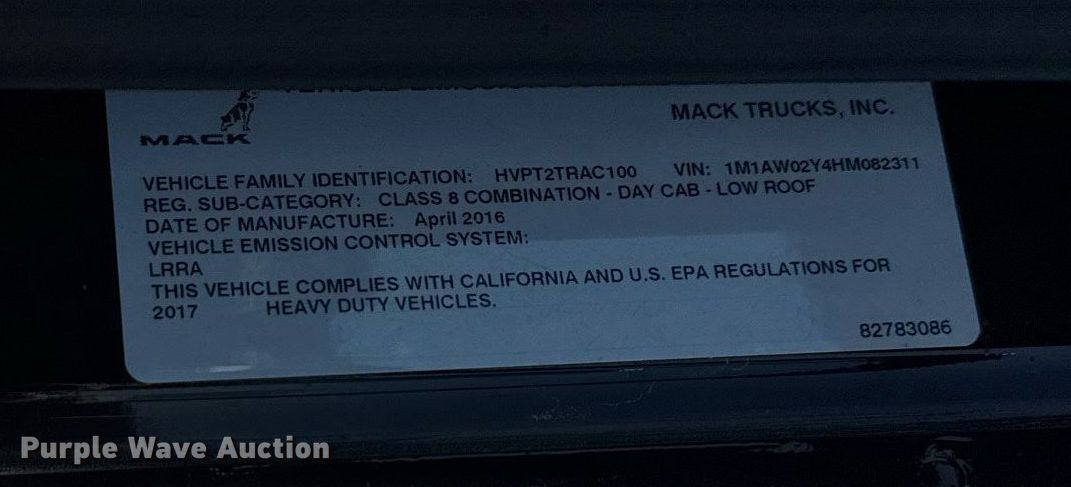 MACK
MACK TRUCKS, INC.
VEHICLE FAMILY IDENTIFICATION: HVPT2TRAC100 VIN: 1M1AW02Y4HM082311
REG. SUB-CATEGORY: CLASS 8 COMBINATION - DAY CAB - LOW ROOF
DATE OF MANUFACTURE: April 2016
VEHICLE EMISSION CONTROL SYSTEM:
LRRA
THIS VEHICLE COMPLIES WITH CALIFORNIA AND U.S. EPA REGULATIONS FOR
2017 HEAVY DUTY VEHICLES.
82783086
Purple Wave Auction